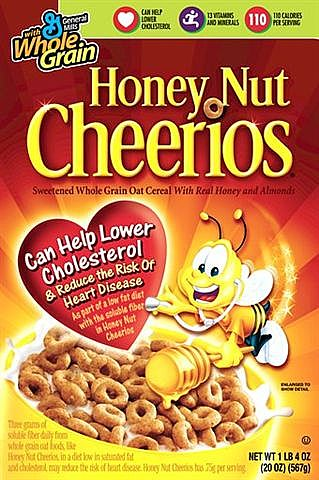 with
Whole
Grain
General
Mills
CAN HELP
LOWER
CHOLESTEROL
13 VITAMINS
AND MINERALS
110
110 CALORIES
PER SERVING
Honey Nut
Cheerios
Sweetened Whole Grain Oat Cereal With Real Honey and Almonds
Can Help Lower
Cholesterol
& Reduce the Risk Of
Heart Disease
As part of a low fat diet
with the soluble fiber
in Honey Nut
Cheerios
ENLARGED TO
SHOW DETAIL
Three grams of
soluble fiber daily from
whole grain oat foods, like
Honey Nut Cheerios, in a diet low in saturated fat
and cholesterol, may reduce the risk of heart disease. Honey Nut Cheerios has .75g per serving.
NET WT 1 LB 4 OZ
(20 OZ) (567g)